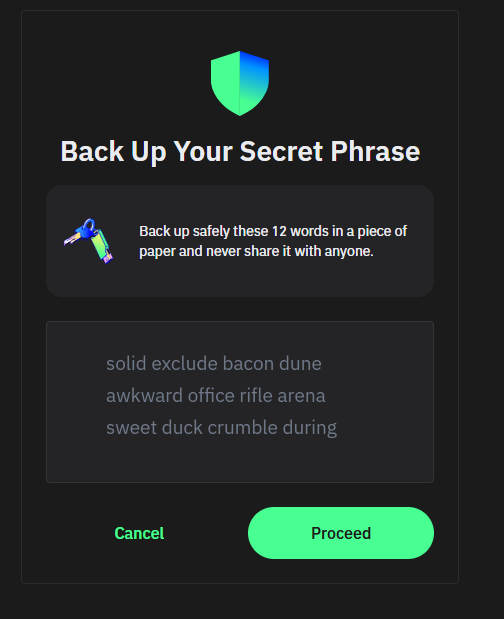 Back Up Your Secret Phrase
Back up safely these 12 words in a piece of
paper and never share it with anyone.
solid exclude bacon dune
awkward office rifle arena
sweet duck crumble during
Cancel
Proceed